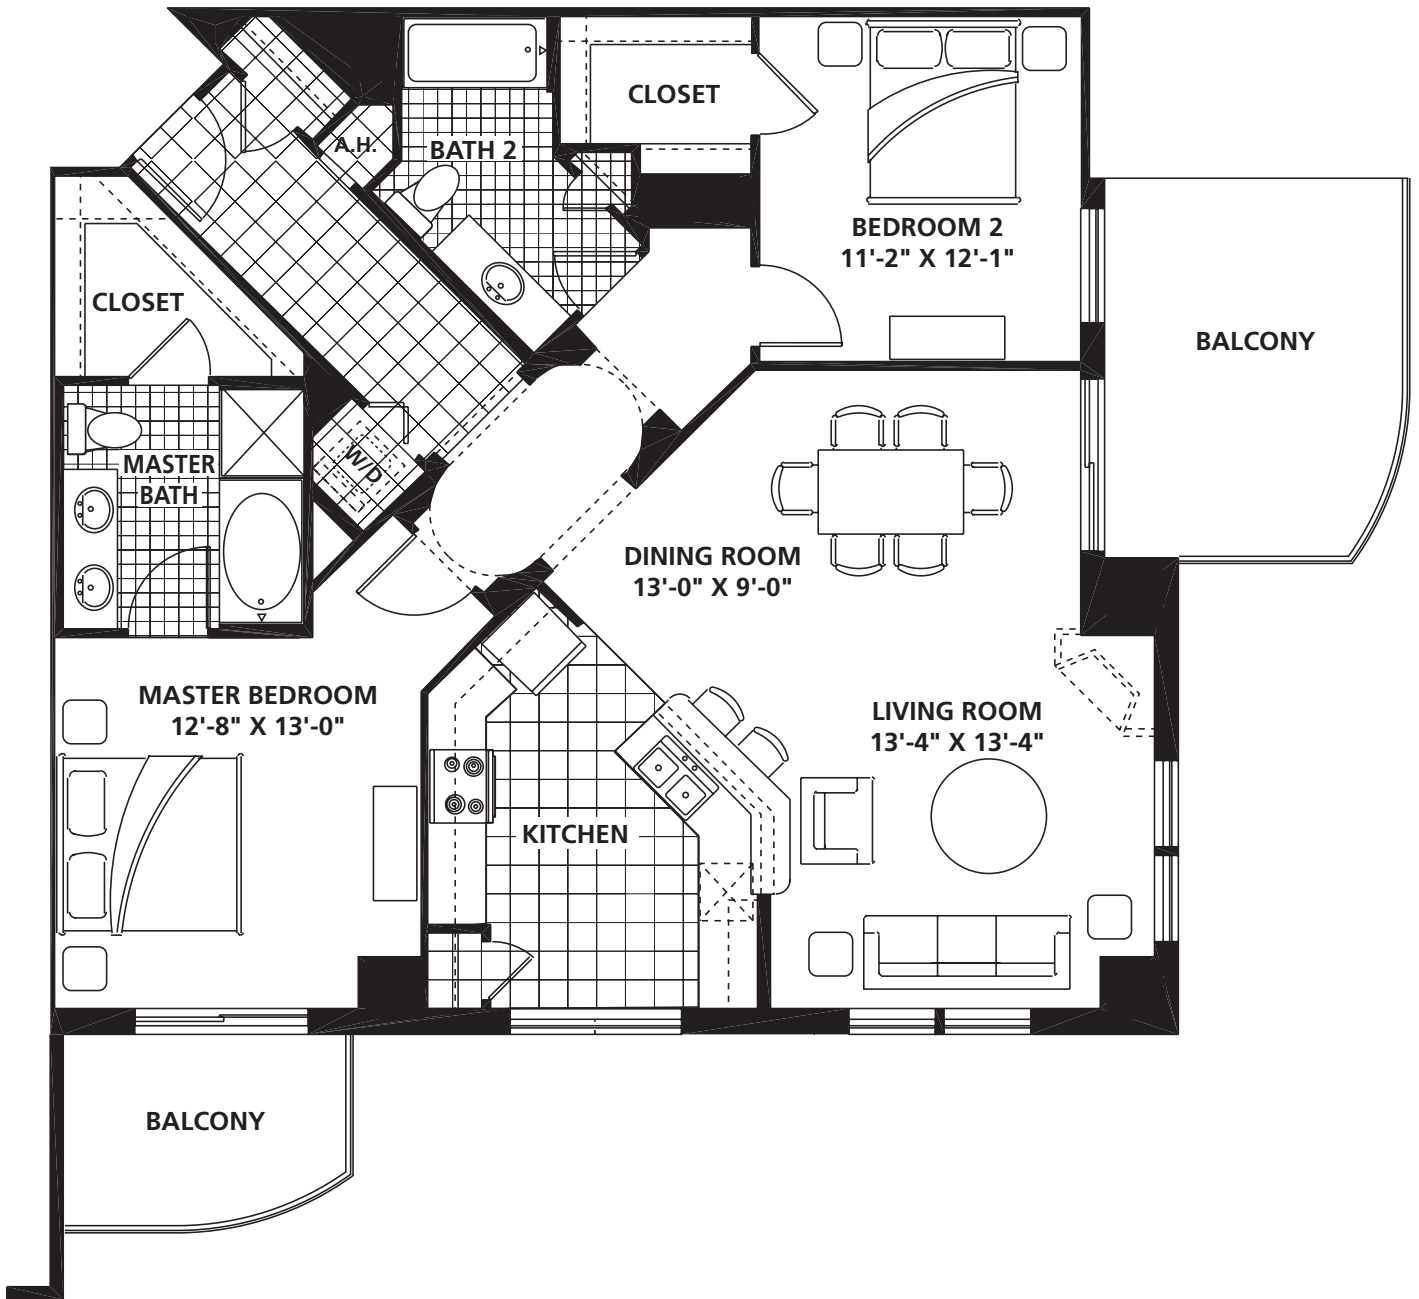 CLOSET
A.H.
BATH 2
BEDROOM 2
11'-2" X 12'-1"
CLOSET
BALCONY
MASTER
BATH
W/D
DINING ROOM
13'-0" X 9'-0"
MASTER BEDROOM
12'-8" X 13'-0"
LIVING ROOM
13'-4" X 13'-4"
KITCHEN
BALCONY